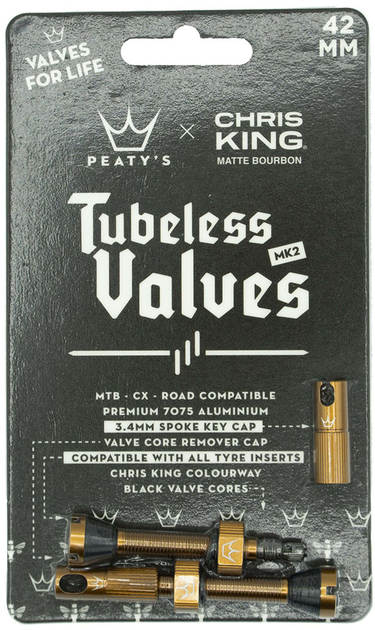 VALVES
FOR LIFE
42
MM
PEATY'S
×
CHRIS
KING®
MATTE BOURBON
Tubeless
MK2
Valves
MTB - CX - ROAD COMPATIBLE
PREMIUM 7075 ALUMINIUM
3.4MM SPOKE KEY CAP
VALVE CORE REMOVER CAP
COMPATIBLE WITH ALL TYRE INSERTS
CHRIS KING COLOURWAY
BLACK VALVE CORES